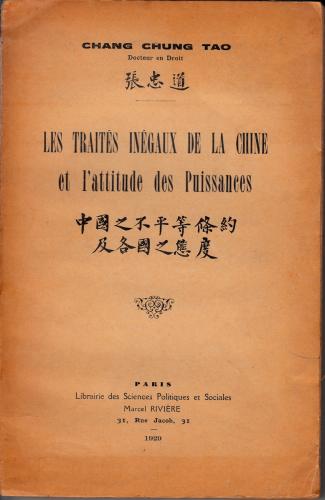 CHANG CHUNG TAO
Docteur en Droit
張忠道
LES TRAITÉS INÉGAUX DE LA CHINE
et l'attitude des Puissances
中國之不平等條約
及各國之態度
PARIS
Librairie des Sciences Politiques et Sociales
Marcel RIVIÈRE
31, Rue Jacob, 31
1929